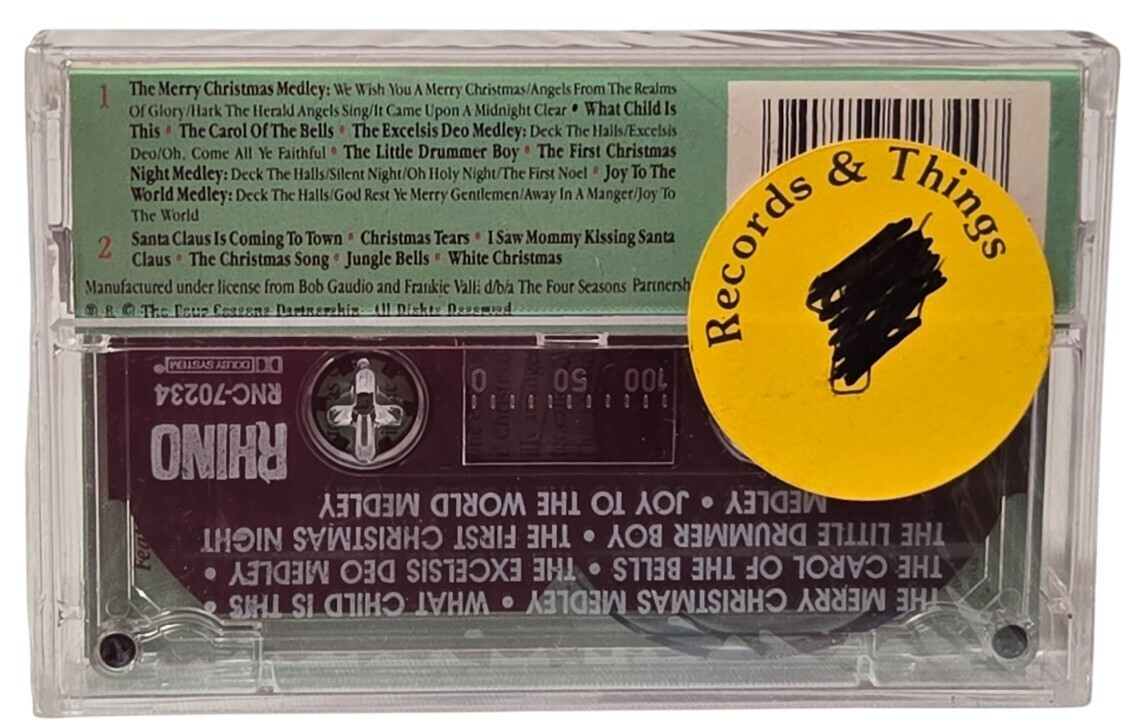 1 The Merry Christmas Medley: We Wish You A Merry Christmas/Angels From The Realms
Of Glory/Hark The Herald Angels Sing/It Came Upon A Midnight Clear • What Child Is
This • The Carol Of The Bells • The Excelsis Deo Medley: Deck The Halls/Excelsis
Deo/Oh, Come All Ye Faithful • The Little Drummer Boy • The First Christmas
Night Medley: Deck The Halls/Silent Night/Oh Holy Night/The First Noel • Joy To The
World Medley: Deck The Halls/God Rest Ye Merry Gentlemen/Away In A Manger/Joy To
The World
2 Santa Claus Is Coming To Town • Christmas Tears • I Saw Mommy Kissing Santa
Claus • The Christmas Song • Jungle Bells • White Christmas
Manufactured under license from Bob Gaudio and Frankie Valli d/b/a The Four Seasons Partnersh
℗ & © The Four Seasons Partnership. All Rights Reserved
Records & Things
THE MERRY CHRISTMAS MEDLEY • WHAT CHILD IS THIS •
THE CAROL OF THE BELLS • THE EXCELSIS DEO MEDLEY •
THE LITTLE DRUMMER BOY • THE FIRST CHRISTMAS NIGHT
MEDLEY • JOY TO THE WORLD MEDLEY
RHINO
100 50 0
RNC-70234
DOLBY SYSTEM